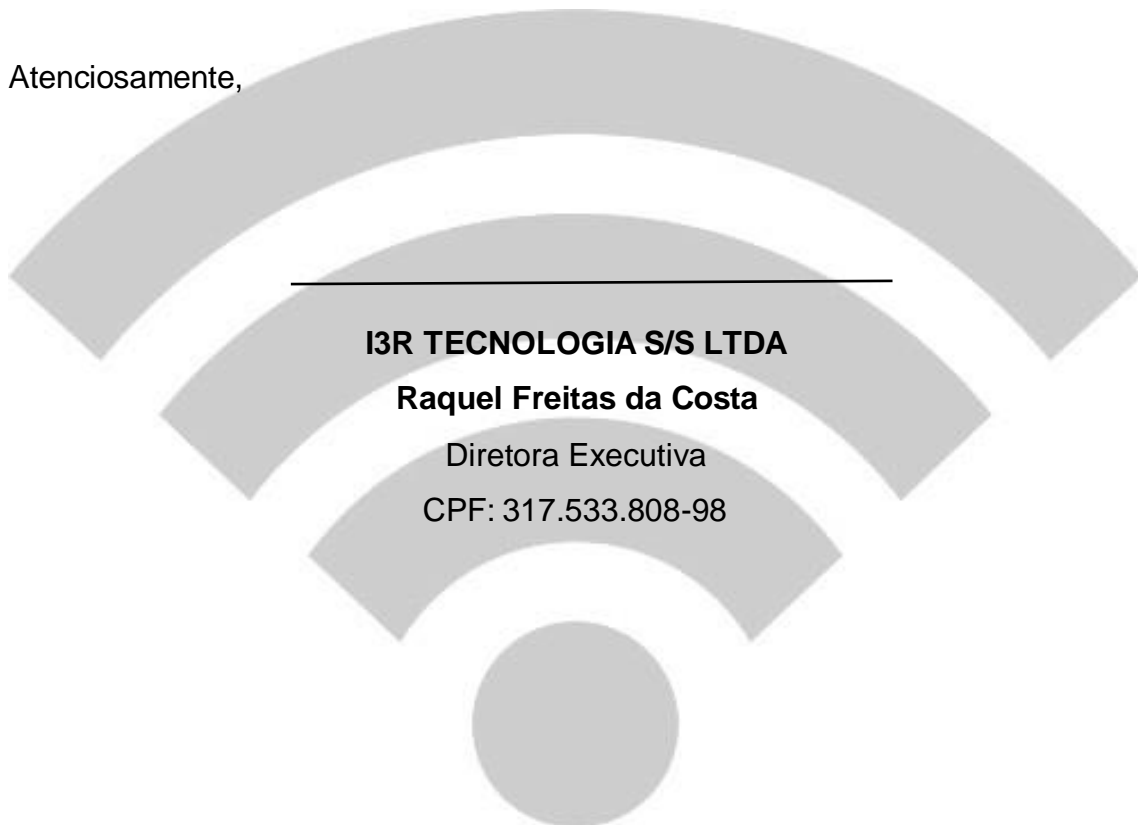 Atenciosamente,
I3R TECNOLOGIA S/S LTDA
Raquel Freitas da Costa
Diretora Executiva
CPF: 317.533.808-98